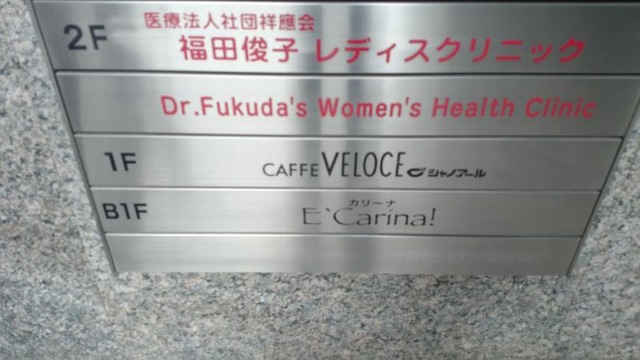 2F 医療法人社団祥應会
福田俊子 レディスクリニック
Dr.Fukuda's Women's Health Clinic
1F CAFFE VELOCE シャノアール
カリーナ
B1F E`Carina!